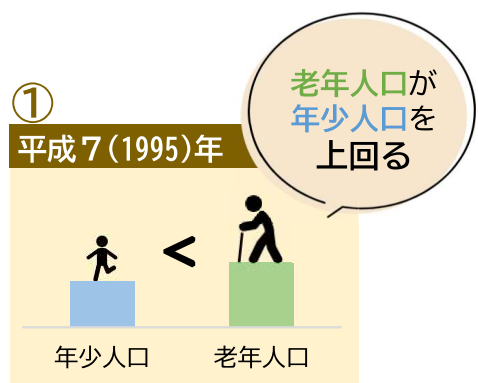 ①
平成７(1995)年
老年人口が
年少人口を
上回る
<
年少人口
老年人口